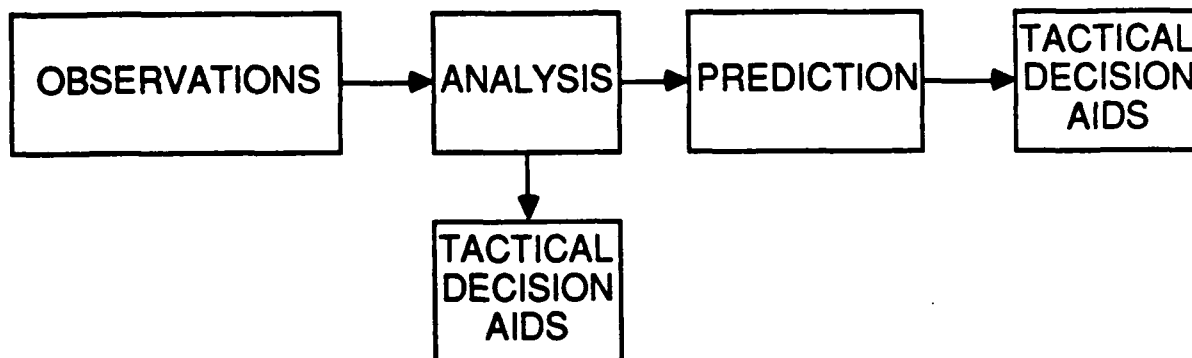 OBSERVATIONS
ANALYSIS
PREDICTION
TACTICAL
DECISION
AIDS
TACTICAL
DECISION
AIDS